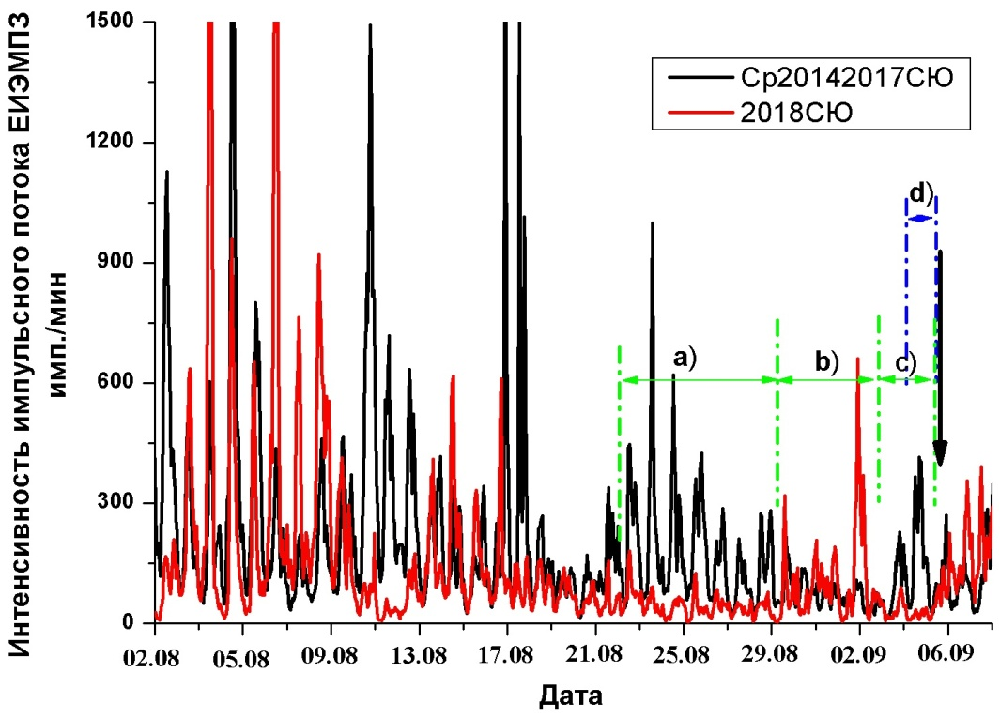 Интенсивность импульсного потока ЕИЭМПЗ
имп./мин
1500
1200
900
600
300
0
Ср20142017СЮ
2018СЮ
d)
a)
b)
c)
02.08 05.08 09.08 13.08 17.08 21.08 25.08 29.08 02.09 06.09
Дата